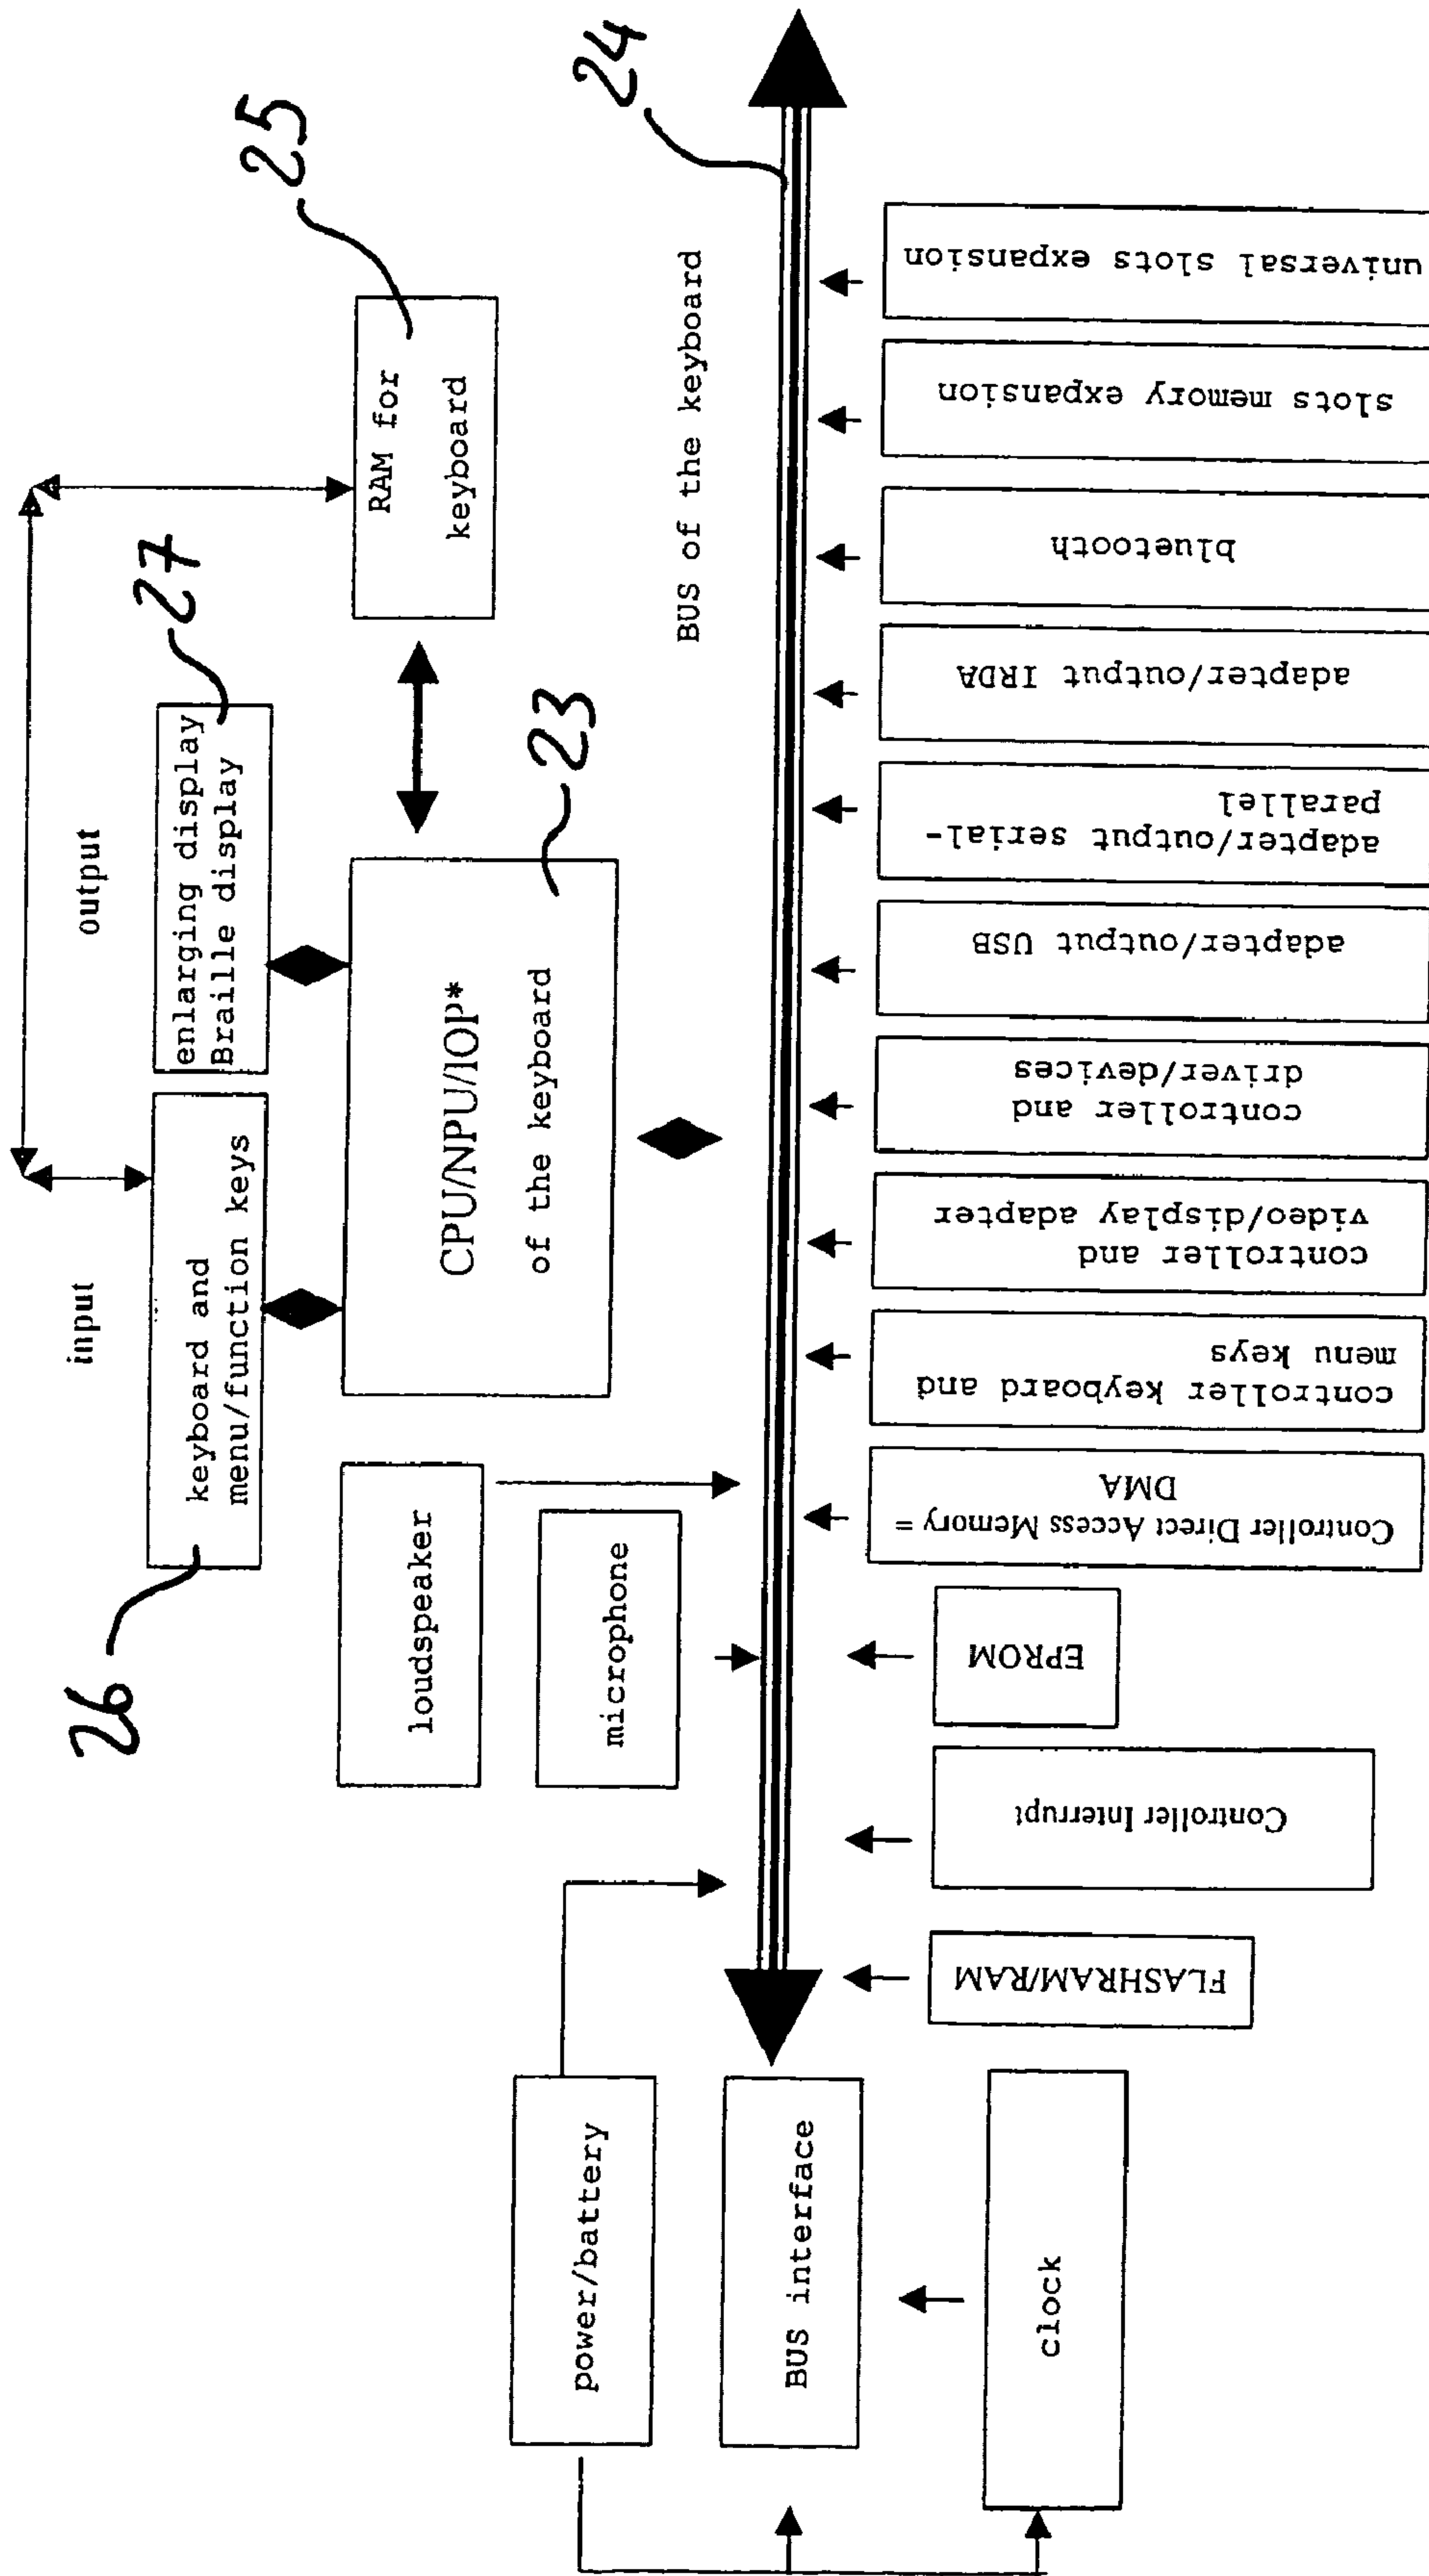 input
output
26
keyboard and
menu/function keys
27
enlarging display
Braille display
25
RAM for
keyboard
CPU/NPU/IOP*
of the keyboard
23
loudspeaker
microphone
power/battery
BUS interface
clock
BUS of the keyboard
24
FLASHRAM/RAM
Controller Interrupt
EPROM
Controller Direct Access Memory =
DMA
controller keyboard and
menu keys
controller and
video/display adapter
controller and
driver/devices
adapter/output USB
adapter/output serial-
parallel
adapter/output IRDA
bluetooth
slots memory expansion
universal slots expansion